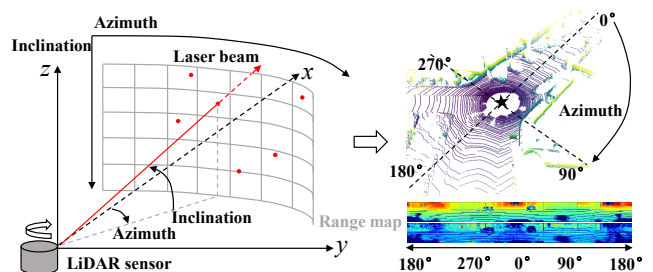 Azimuth
Inclination
Laser beam
z
x
Inclination
Azimuth
Range map
y
LiDAR sensor
0°
270°
Azimuth
180°
90°
180° 270° 0° 90° 180°